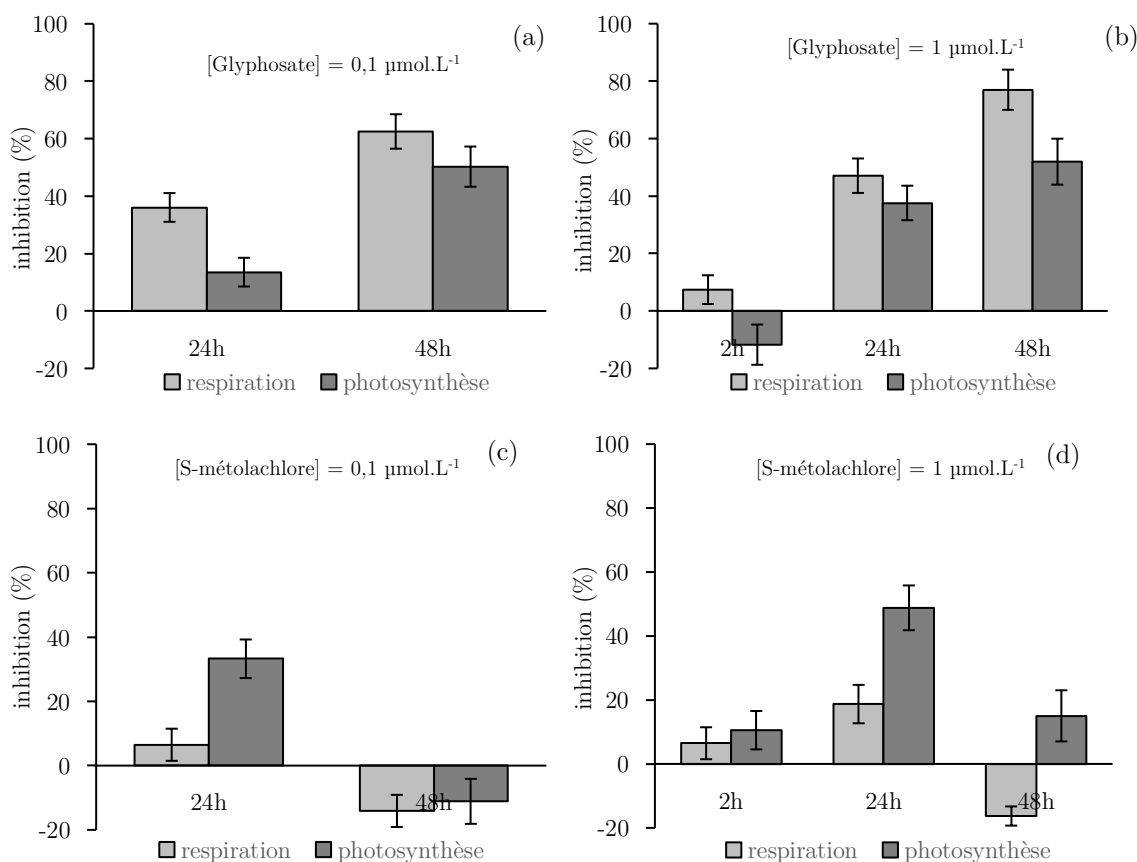 (a)
[Glyphosate] = 0,1 µmol.L-1
inhibition (%)
100
80
60
40
20
0
-20
24h
48h
respiration
photosynthèse
(b)
[Glyphosate] = 1 µmol.L-1
inhibition (%)
100
80
60
40
20
0
-20
2h
24h
48h
respiration
photosynthèse
(c)
[S-métolachlore] = 0,1 µmol.L-1
inhibition (%)
100
80
60
40
20
0
-20
24h
48h
respiration
photosynthèse
(d)
[S-métolachlore] = 1 µmol.L-1
inhibition (%)
100
80
60
40
20
0
-20
2h
24h
48h
respiration
photosynthèse